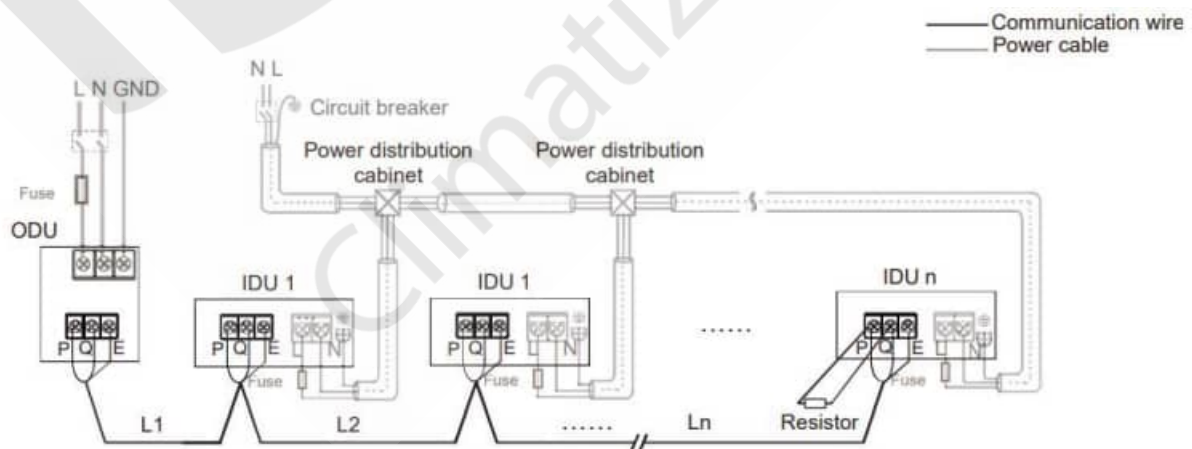 Communication wire
Power cable
N L
L N GND
Circuit breaker
Power distribution
cabinet
Power distribution
cabinet
Fuse
ODU
IDU 1
IDU 1
IDU n
......
P Q E
P Q E
N
P Q E
N
P Q E
N
Fuse
Fuse
Fuse
L1
L2
......
Ln
Resistor
Climatiz